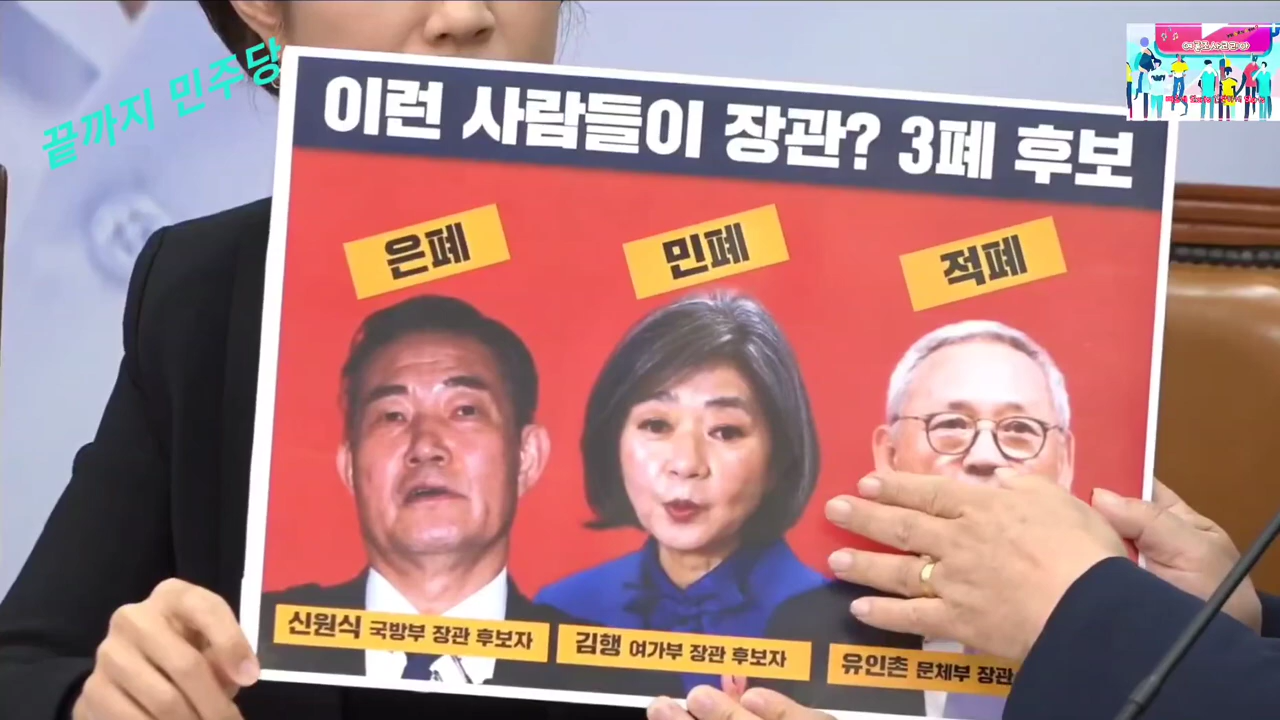 끝까지 민주당
이런 사람들이 장관? 3폐 후보
은폐
민폐
적폐
신원식 국방부 장관 후보자
김행 여가부 장관 후보자
유인촌 문체부 장관